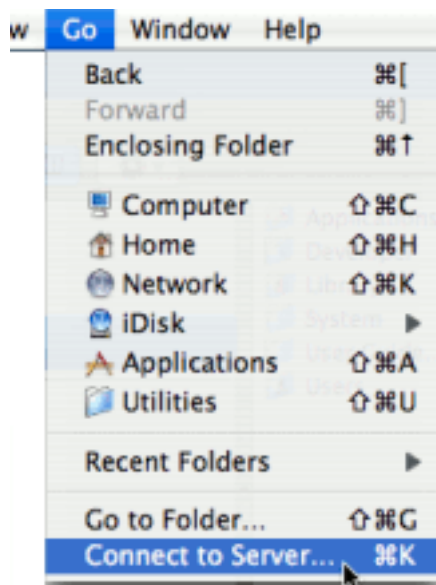 w Go Window Help
Back ⌘[
Forward ⌘]
Enclosing Folder ⌘↑
Computer ⇧⌘C
Home ⇧⌘H
Network ⇧⌘K
iDisk ▶
Applications ⇧⌘A
Utilities ⇧⌘U
Recent Folders ▶
Go to Folder... ⇧⌘G
Connect to Server... ⌘K